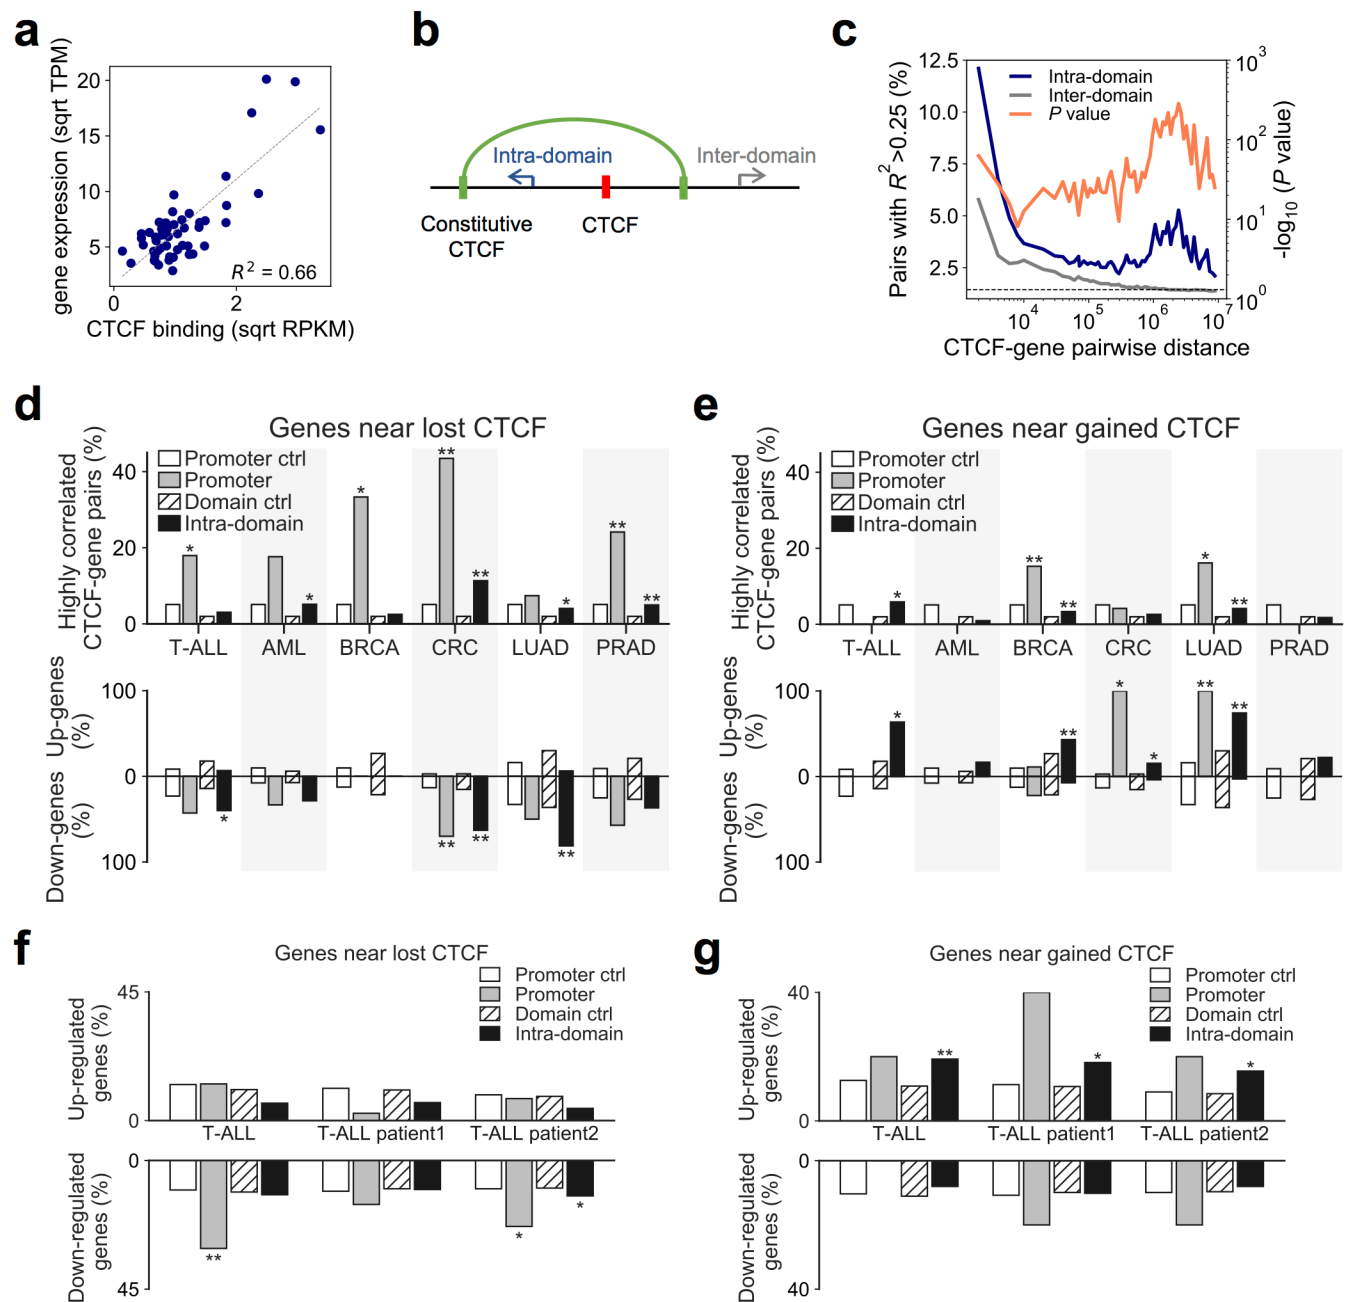 a
gene expression (sqrt TPM)
20
15
10
5
0
2
R² = 0.66
CTCF binding (sqrt RPKM)
b
Intra-domain
Inter-domain
Constitutive
CTCF
CTCF
c
Pairs with R²>0.25 (%)
12.5
10.0
7.5
5.0
2.5
Intra-domain
Inter-domain
P value
10³
10²
10¹
10⁰
-log₁₀ (P value)
10⁴
10⁵
10⁶
10⁷
CTCF-gene pairwise distance
d
Genes near lost CTCF
Highly correlated
CTCF-gene pairs (%)
40
20
0
Promoter ctrl
Promoter
Domain ctrl
Intra-domain
*
*
**
**
*
*
**
**
T-ALL
AML
BRCA
CRC
LUAD
PRAD
Up-genes
(%)
Down-genes
(%)
100
0
100
*
**
**
**
e
Genes near gained CTCF
Highly correlated
CTCF-gene pairs (%)
40
20
0
Promoter ctrl
Promoter
Domain ctrl
Intra-domain
*
**
**
*
**
T-ALL
AML
BRCA
CRC
LUAD
PRAD
Up-genes
(%)
Down-genes
(%)
100
0
100
*
**
*
*
**
**
f
Genes near lost CTCF
Promoter ctrl
Promoter
Domain ctrl
Intra-domain
Up-regulated
genes (%)
45
0
T-ALL
T-ALL patient1
T-ALL patient2
Down-regulated
genes (%)
0
45
**
*
*
g
Genes near gained CTCF
Promoter ctrl
Promoter
Domain ctrl
Intra-domain
Up-regulated
genes (%)
40
0
**
*
*
T-ALL
T-ALL patient1
T-ALL patient2
Down-regulated
genes (%)
0
40